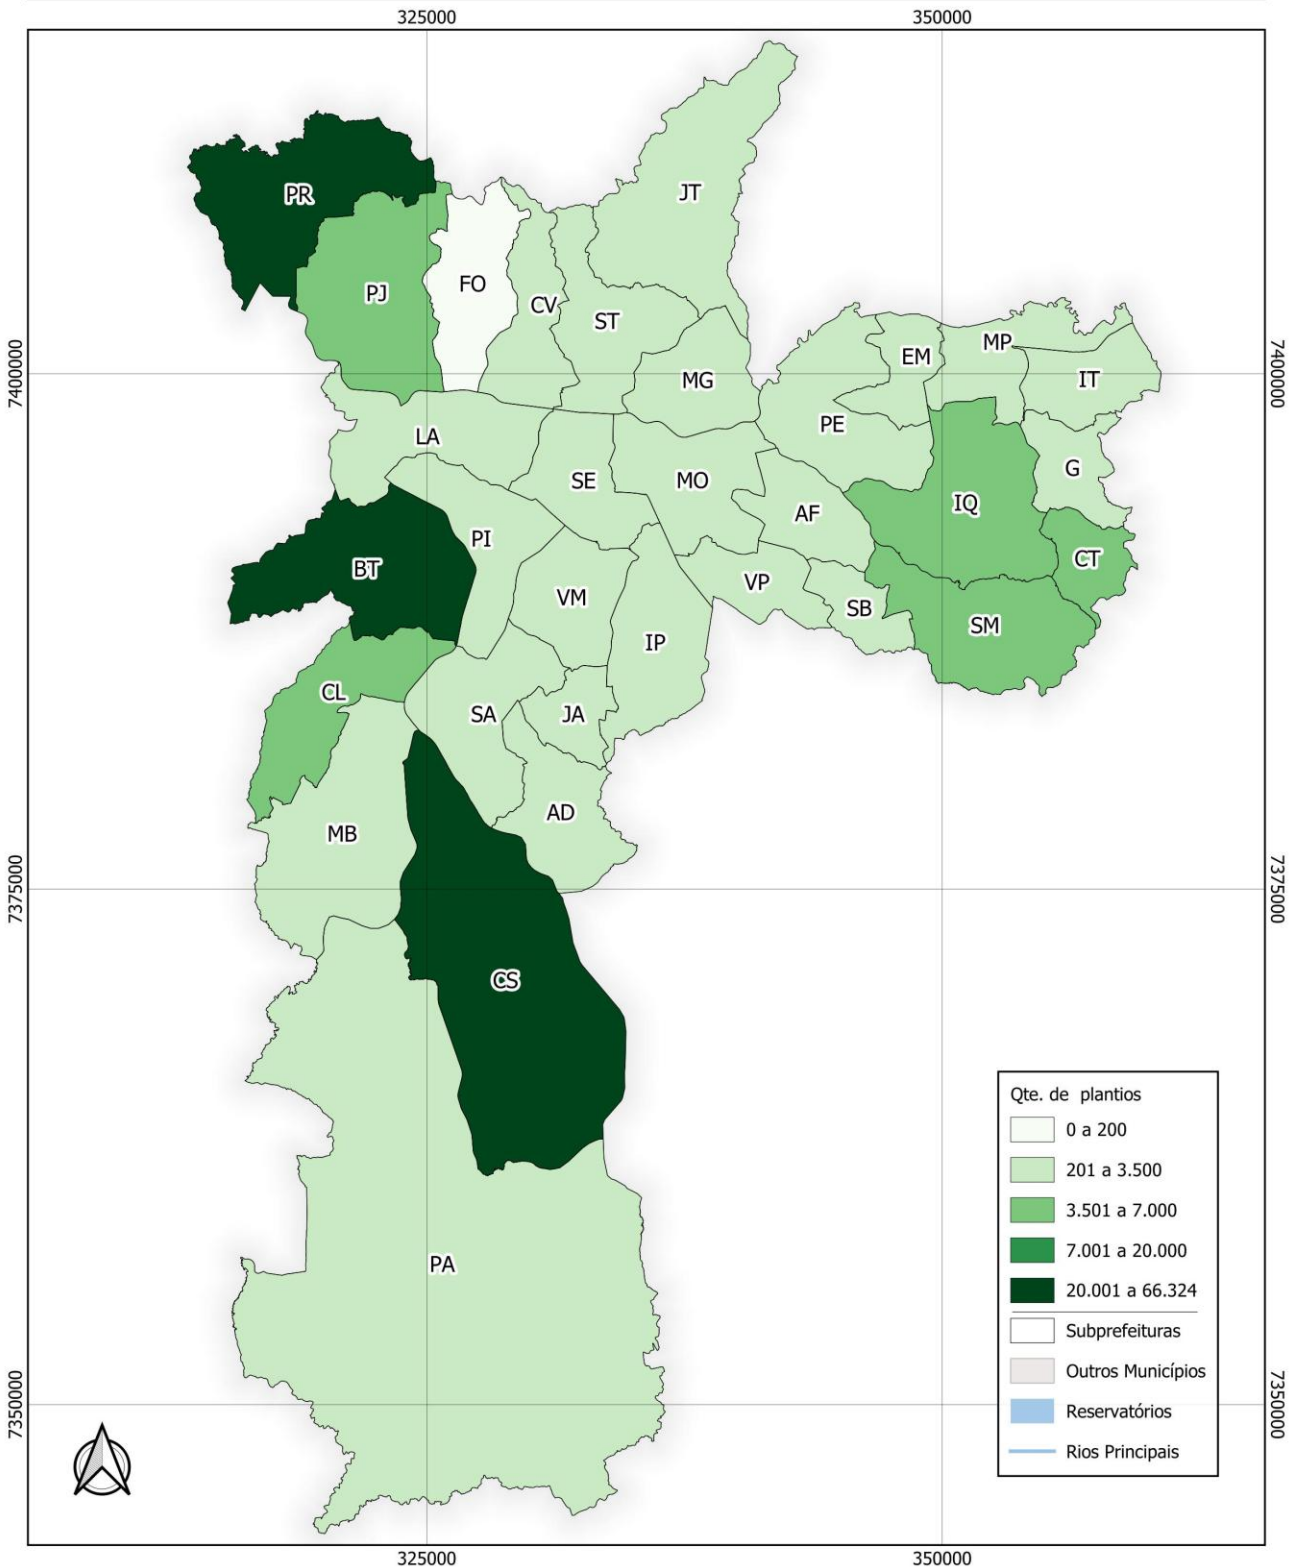 325000
350000
JT
PR
FO
PJ
CV
ST
MP
EM
IT
MG
7400000
7400000
PE
LA
G
SE
MO
IQ
AF
PI
CT
BT
VP
VM
SB
SM
IP
CL
SA
JA
AD
MB
7375000
7375000
CS
Qte. de plantios
0 a 200
201 a 3.500
3.501 a 7.000
7.001 a 20.000
20.001 a 66.324
PA
Subprefeituras
Outros Municípios
Reservatórios
Rios Principais
7350000
7350000
325000
350000